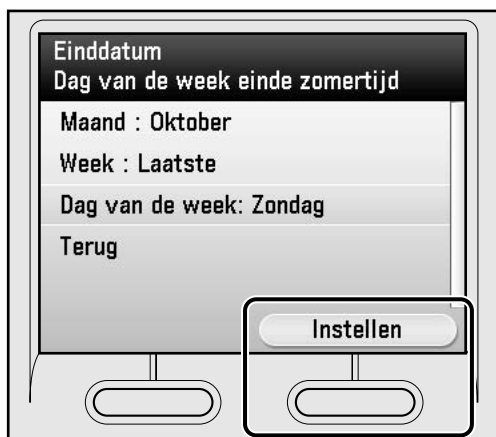 Einddatum
Dag van de week einde zomertijd
Maand : Oktober
Week : Laatste
Dag van de week: Zondag
Terug
Instellen